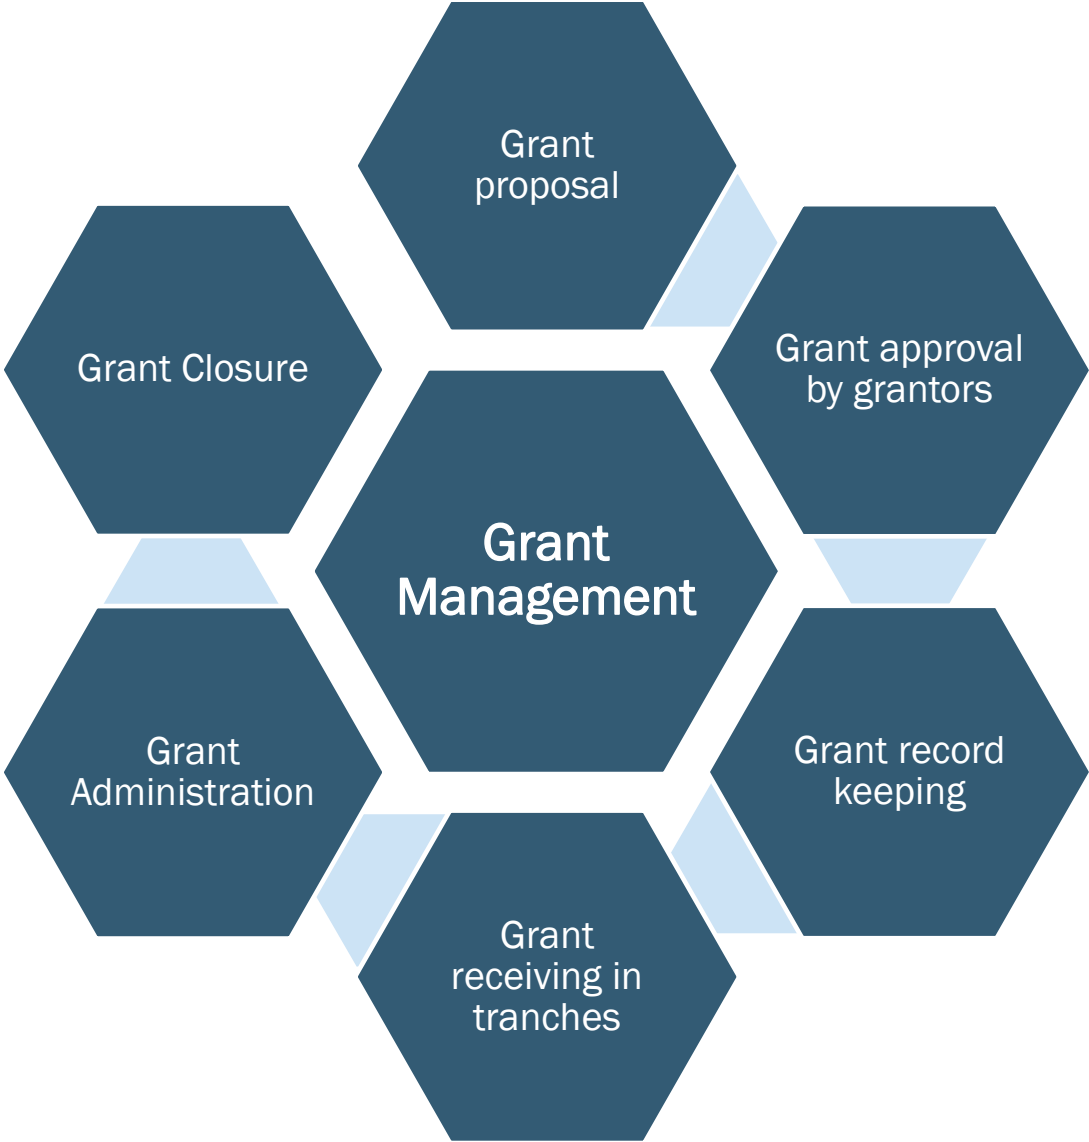 Grant
proposal
Grant approval
by grantors
Grant record
keeping
Grant
receiving in
tranches
Grant
Administration
Grant Closure
Grant
Management